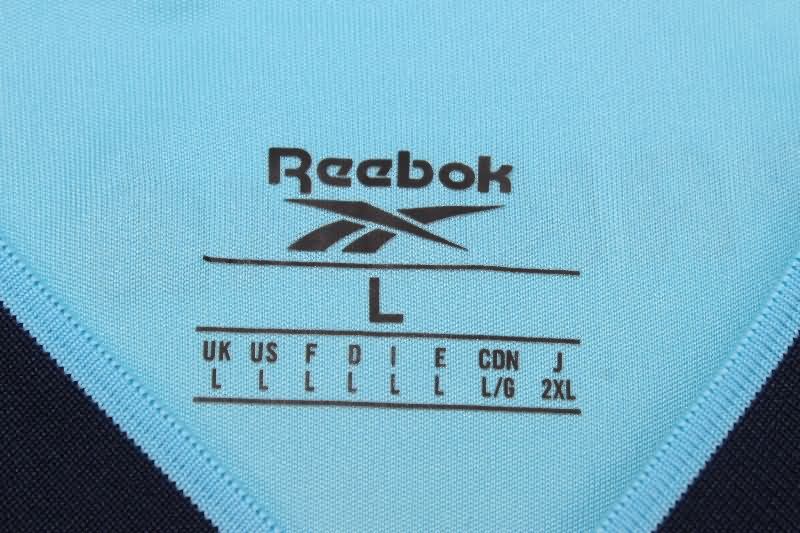 Reebok
L
UK US F D I E CDN J
L L L L L L L/G 2XL